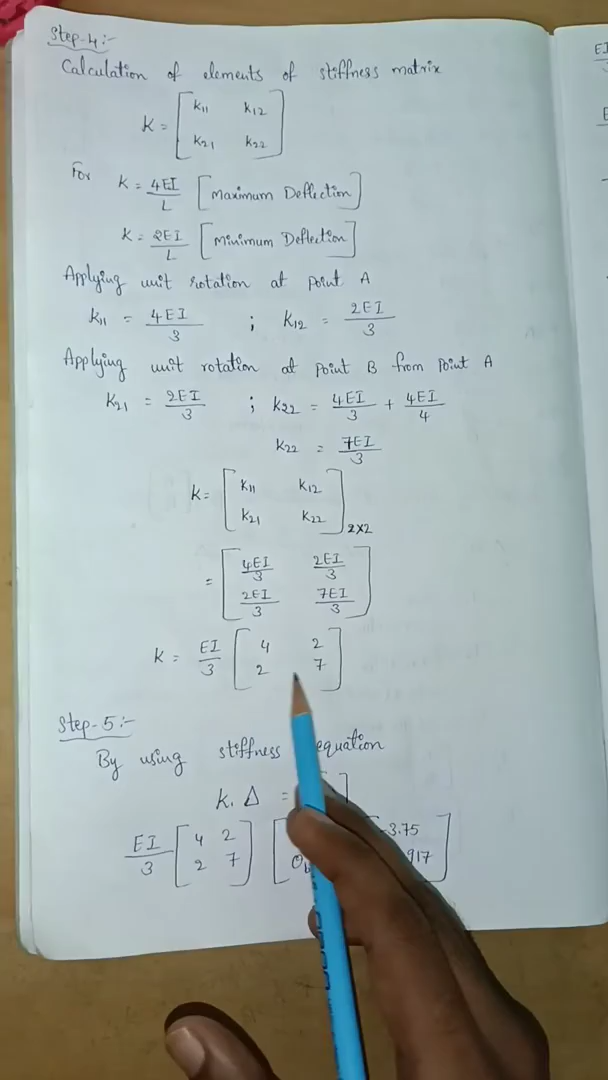 Step-4:-
Calculation of elements of stiffness matrix
K = [ k11 k12
k21 k22 ]
For K = 4EI/L [Maximum Deflection]
K = 2EI/L [Minimum Deflection]
Applying unit rotation at point A
k11 = 4EI/3 ; k12 = 2EI/3
Applying unit rotation at point B from point A
k21 = 2EI/3 ; k22 = 4EI/3 + 4EI/4
k22 = 7EI/3
K = [ k11 k12
k21 k22 ] 2x2
= [ 4EI/3 2EI/3
2EI/3 7EI/3 ]
K = EI/3 [ 4 2
2 7 ]
Step-5:-
By using stiffness equation
K. Δ =
EI/3 [ 4 2 ] [ -3.75 ]
2 7 θb 917
EI
E